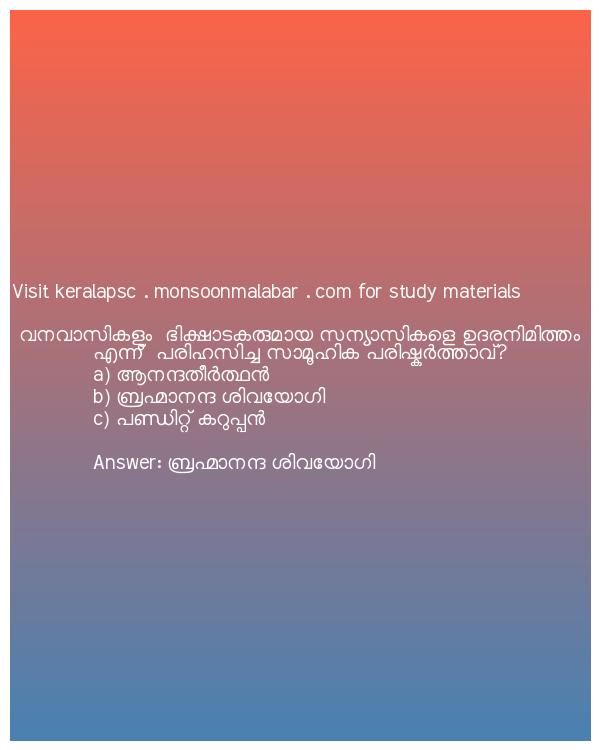 Visit keralapsc . monsoonmalabar . com for study materials
വനവാസികളും ഭിക്ഷാടകരുമായ സന്യാസികളെ ഉദരനിമിത്തം
എന്ന് പരിഹസിച്ച സാമൂഹിക പരിഷ്കർത്താവ്?
a) ആനന്ദതീർത്ഥൻ
b) ബ്രഹ്മാനന്ദ ശിവയോഗി
c) പണ്ഡിറ്റ് കറുപ്പൻ
Answer: ബ്രഹ്മാനന്ദ ശിവയോഗി